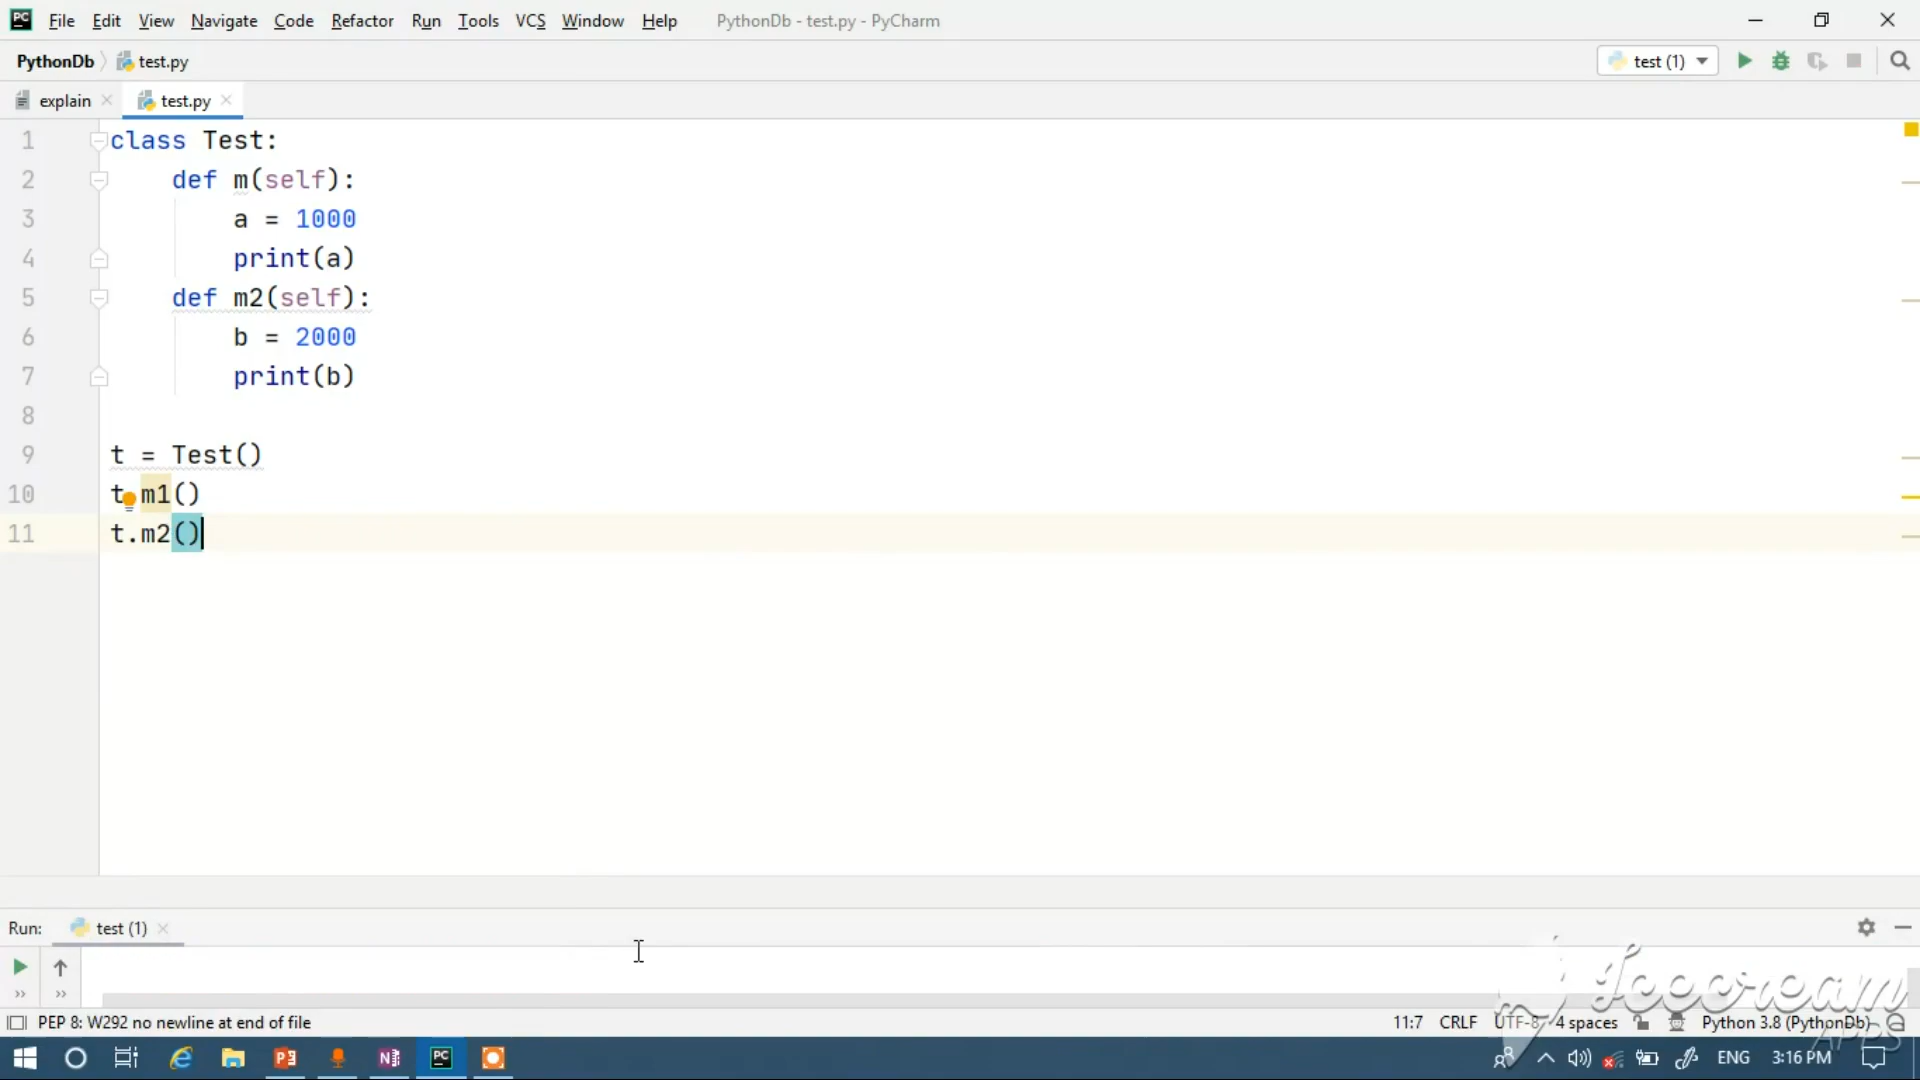 PC File Edit View Navigate Code Refactor Run Tools VCS Window Help PythonDb - test.py - PyCharm
PythonDb test.py test (1)
explain test.py
1 class Test:
2 def m(self):
3 a = 1000
4 print(a)
5 def m2(self):
6 b = 2000
7 print(b)
8
9 t = Test()
10 t m1()
11 t.m2()
Run: test (1)
Icecream
APPS
PEP 8: W292 no newline at end of file 11:7 CRLF UTF-8 4 spaces Python 3.8 (PythonDb)
ENG 3:16 PM